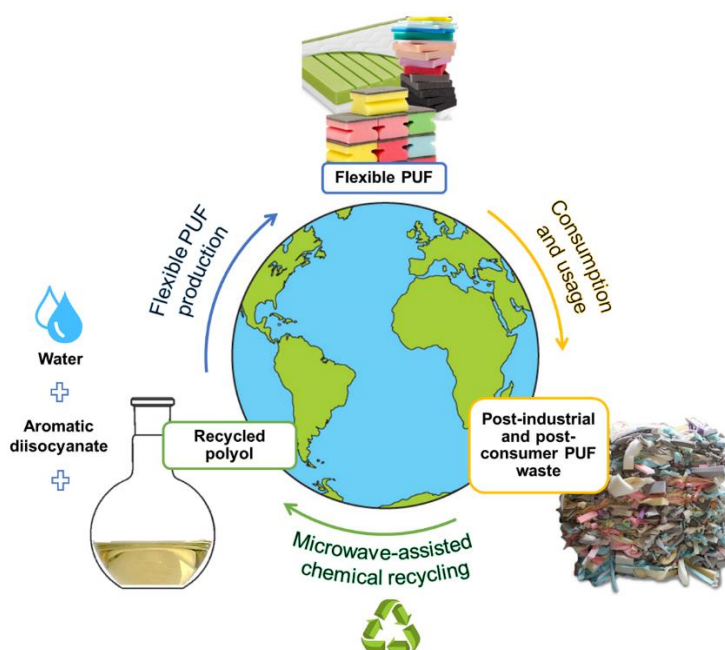 Flexible PUF
Flexible PUF
production
Consumption
and usage
Water
+
Aromatic
diisocyanate
+
Recycled
polyol
Post-industrial
and post-
consumer PUF
waste
Microwave-assisted
chemical recycling